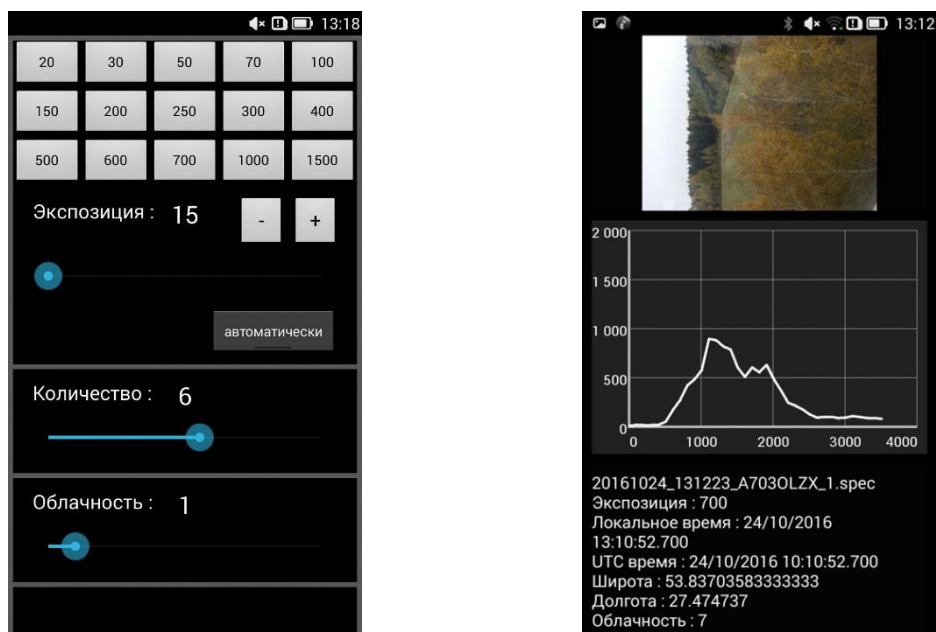 13:18
20 30 50 70 100
150 200 250 300 400
500 600 700 1000 1500
Экспозиция : 15 - +
автоматически
Количество : 6
Облачность : 1
13:12
2 000
1 500
1 000
500
0
0 1000 2000 3000 4000
20161024_131223_A703OLZX_1.spec
Экспозиция : 700
Локальное время : 24/10/2016
13:10:52.700
UTC время : 24/10/2016 10:10:52.700
Широта : 53.83703583333333
Долгота : 27.474737
Облачность : 7